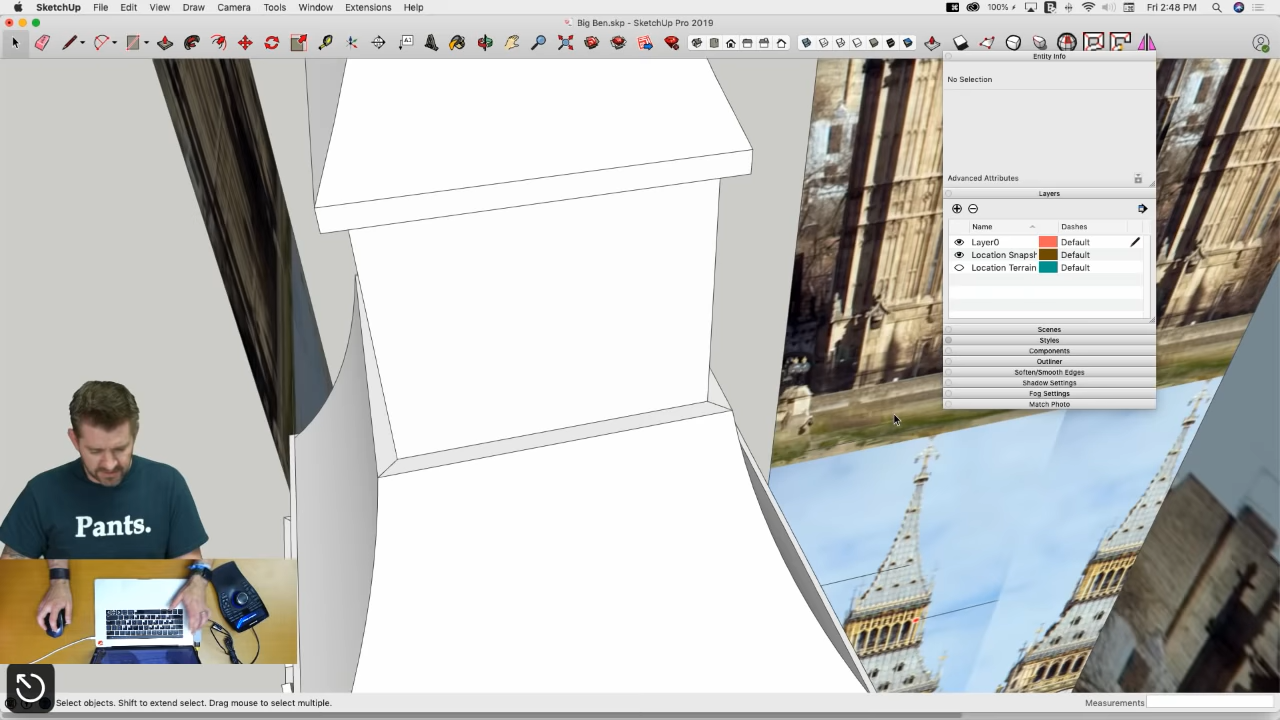 SketchUp File Edit View Draw Camera Tools Window Extensions Help 100% Fri 2:48 PM
Big Ben.skp - SketchUp Pro 2019
Entity Info
No Selection
Advanced Attributes
Layers
Name Dashes
Layer0 Default
Location Snapsh Default
Location Terrain Default
Scenes
Styles
Components
Outliner
Soften/Smooth Edges
Shadow Settings
Fog Settings
Match Photo
Pants.
Select objects. Shift to extend select. Drag mouse to select multiple. Measurements